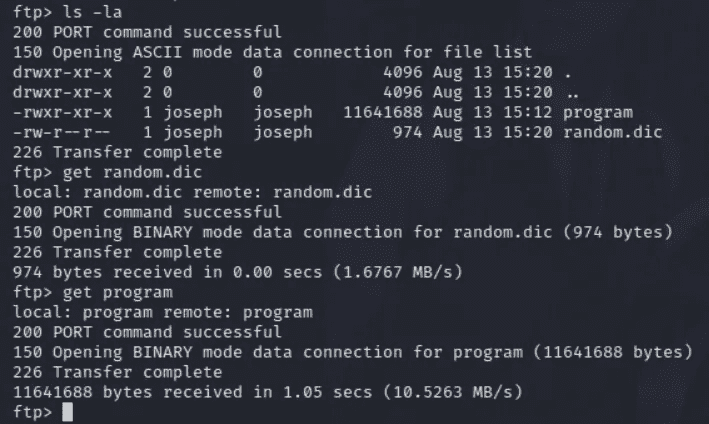 ftp> ls -la
200 PORT command successful
150 Opening ASCII mode data connection for file list
drwxr-xr-x   2 0        0            4096 Aug 13 15:20 .
drwxr-xr-x   2 0        0            4096 Aug 13 15:20 ..
-rwxr-xr-x   1 joseph   joseph   11641688 Aug 13 15:12 program
-rw-r--r--   1 joseph   joseph        974 Aug 13 15:20 random.dic
226 Transfer complete
ftp> get random.dic
local: random.dic remote: random.dic
200 PORT command successful
150 Opening BINARY mode data connection for random.dic (974 bytes)
226 Transfer complete
974 bytes received in 0.00 secs (1.6767 MB/s)
ftp> get program
local: program remote: program
200 PORT command successful
150 Opening BINARY mode data connection for program (11641688 bytes)
226 Transfer complete
11641688 bytes received in 1.05 secs (10.5263 MB/s)
ftp>